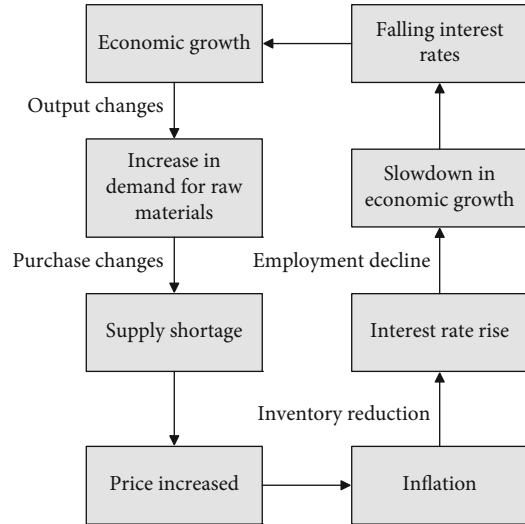 Economic growth
Falling interest
rates
Output changes
Increase in
demand for raw
materials
Slowdown in
economic growth
Purchase changes
Employment decline
Supply shortage
Interest rate rise
Inventory reduction
Price increased
Inflation